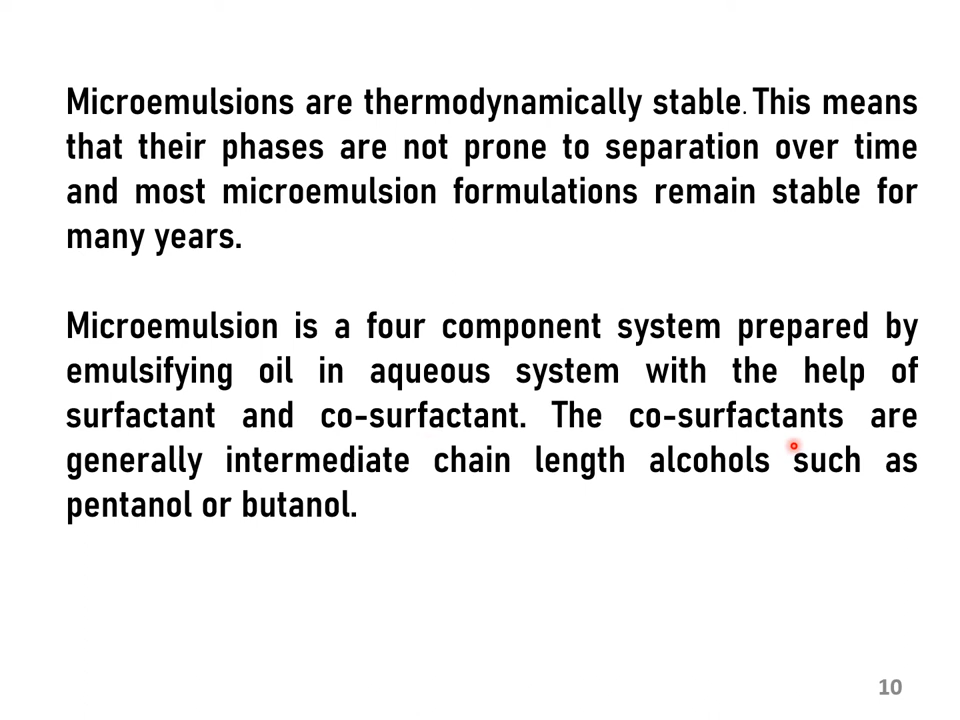 Microemulsions are thermodynamically stable. This means
that their phases are not prone to separation over time
and most microemulsion formulations remain stable for
many years.
Microemulsion is a four component system prepared by
emulsifying oil in aqueous system with the help of
surfactant and co-surfactant. The co-surfactants are
generally intermediate chain length alcohols such as
pentanol or butanol.
10